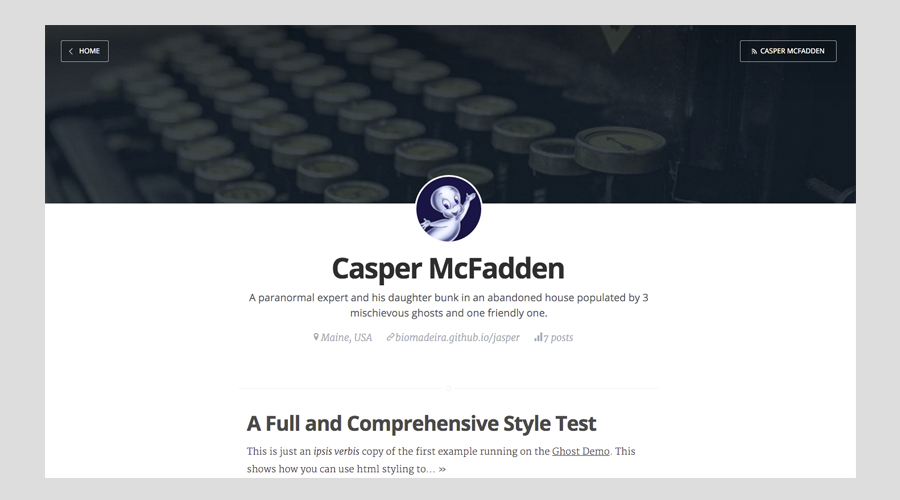 HOME
CASPER MCFADDEN
Casper McFadden
A paranormal expert and his daughter bunk in an abandoned house populated by 3
mischievous ghosts and one friendly one.
Maine, USA biomadeira.github.io/jasper 7 posts
A Full and Comprehensive Style Test
This is just an ipsis verbis copy of the first example running on the Ghost Demo. This
shows how you can use html styling to… »